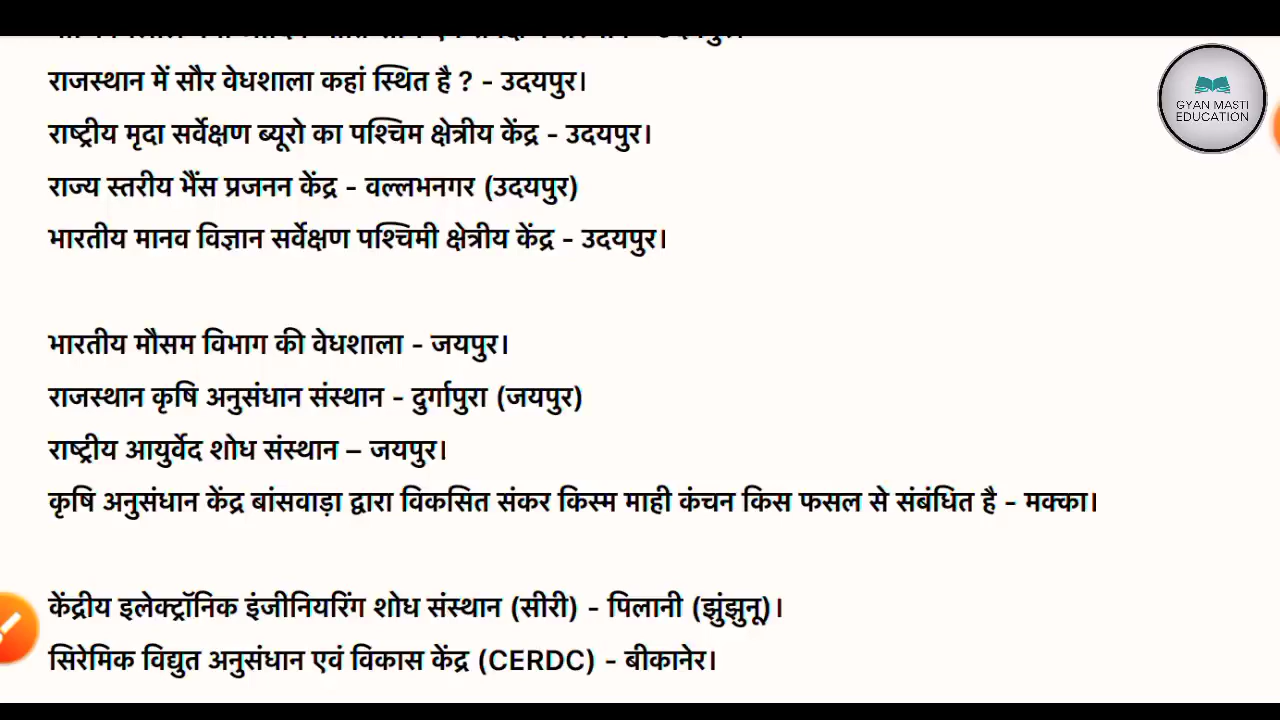 राजस्थान में सौर वेधशाला कहां स्थित है ? - उदयपुर।
राष्ट्रीय मृदा सर्वेक्षण ब्यूरो का पश्चिम क्षेत्रीय केंद्र - उदयपुर।
राज्य स्तरीय भैंस प्रजनन केंद्र - वल्लभनगर (उदयपुर)
भारतीय मानव विज्ञान सर्वेक्षण पश्चिमी क्षेत्रीय केंद्र - उदयपुर।
भारतीय मौसम विभाग की वेधशाला - जयपुर।
राजस्थान कृषि अनुसंधान संस्थान - दुर्गापुरा (जयपुर)
राष्ट्रीय आयुर्वेद शोध संस्थान – जयपुर।
कृषि अनुसंधान केंद्र बांसवाड़ा द्वारा विकसित संकर किस्म माही कंचन किस फसल से संबंधित है - मक्का।
केंद्रीय इलेक्ट्रॉनिक इंजीनियरिंग शोध संस्थान (सीरी) - पिलानी (झुंझुनू)।
सिरेमिक विद्युत अनुसंधान एवं विकास केंद्र (CERDC) - बीकानेर।
GYAN MASTI
EDUCATION